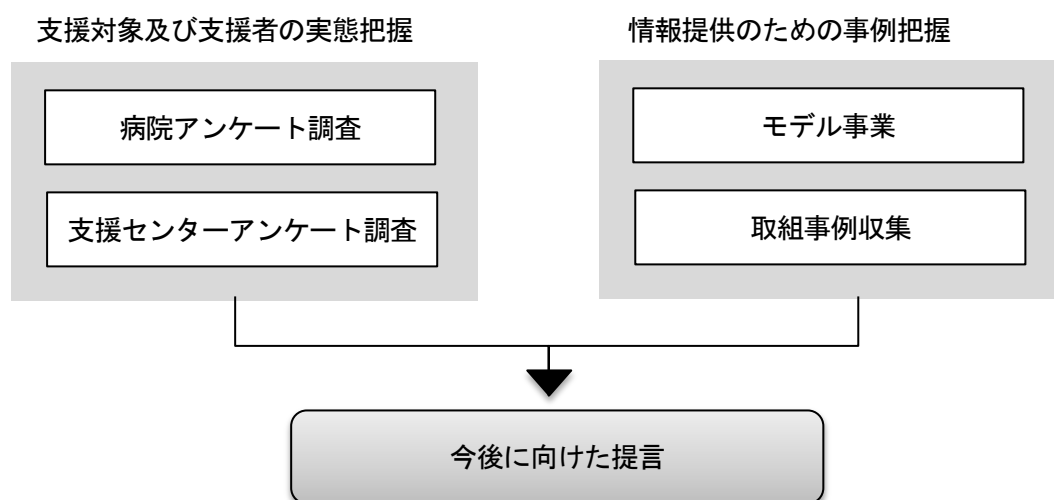 支援対象及び支援者の実態把握
病院アンケート調査
支援センターアンケート調査
情報提供のための事例把握
モデル事業
取組事例収集
今後に向けた提言